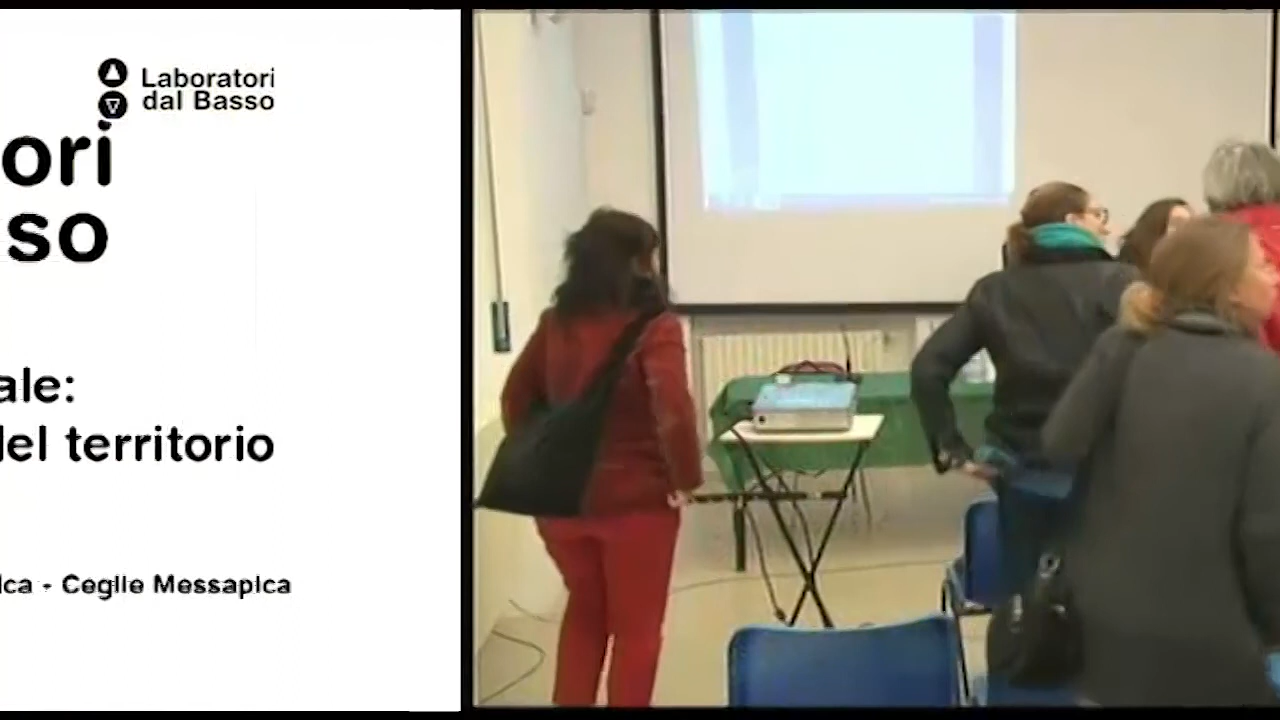 Laboratori
dal Basso
ori
so
ale:
del territorio
ica - Ceglie Messapica